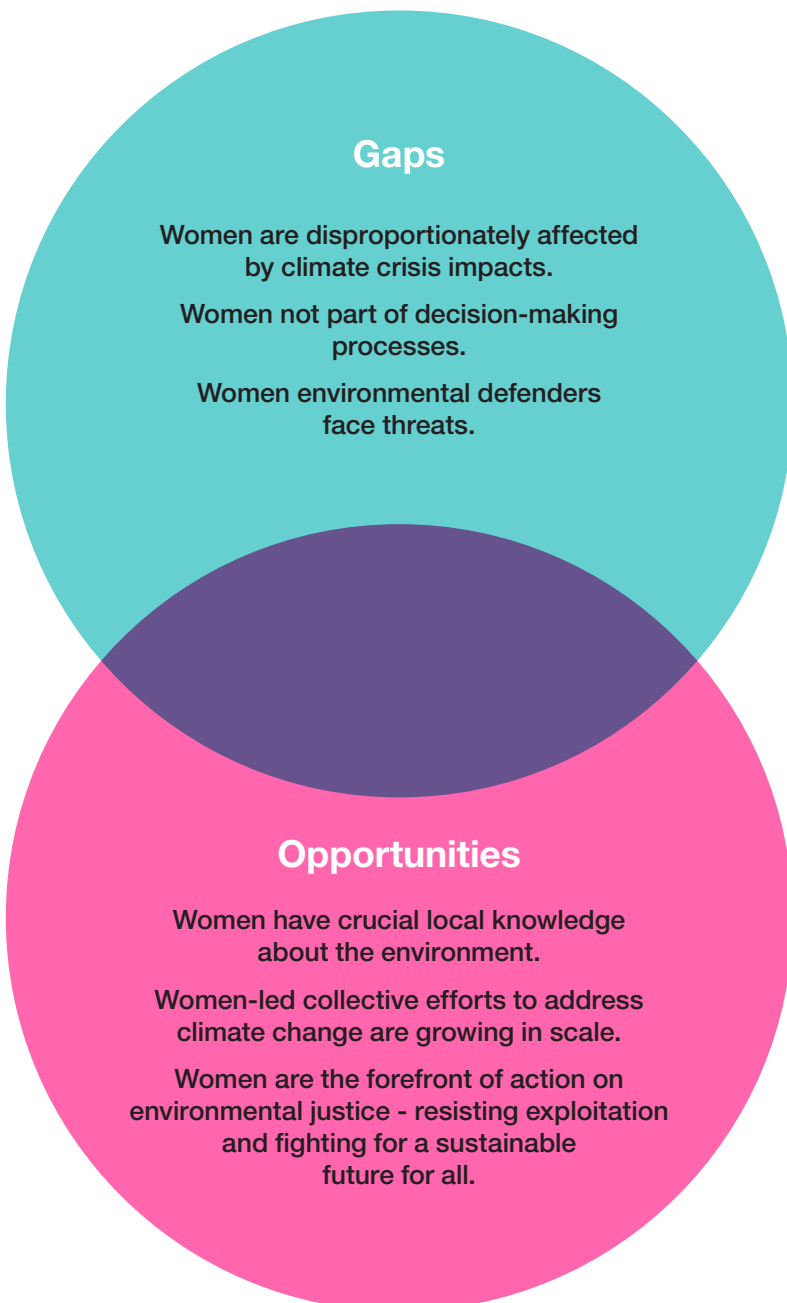 Gaps
Women are disproportionately affected
by climate crisis impacts.
Women not part of decision-making
processes.
Women environmental defenders
face threats.
Opportunities
Women have crucial local knowledge
about the environment.
Women-led collective efforts to address
climate change are growing in scale.
Women are the forefront of action on
environmental justice - resisting exploitation
and fighting for a sustainable
future for all.